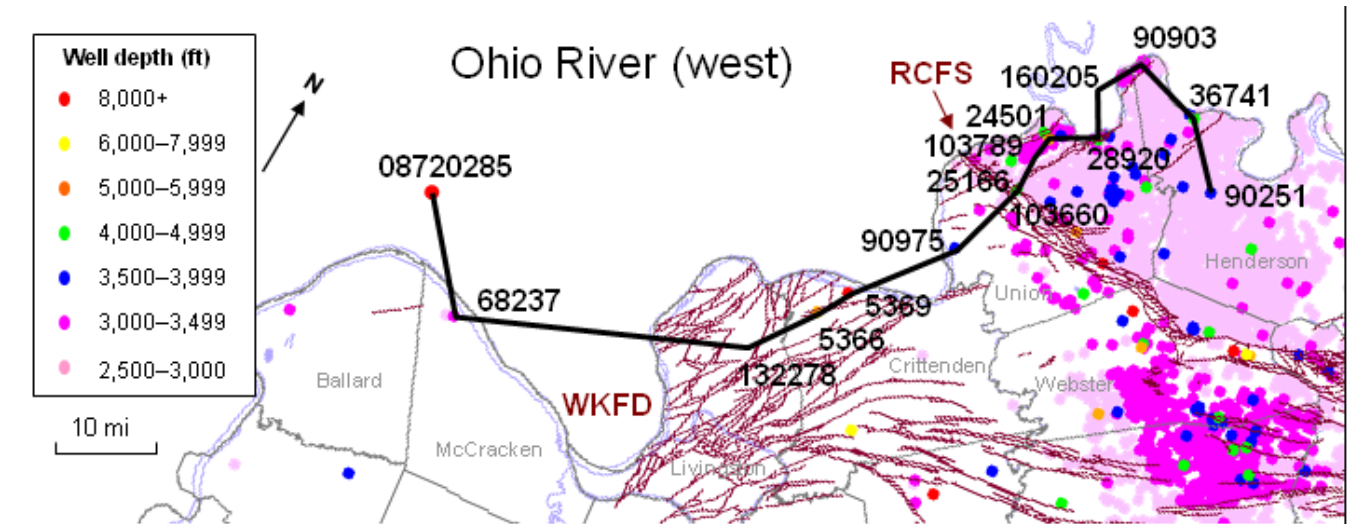 Well depth (ft)
8,000+
6,000–7,999
5,000–5,999
4,000–4,999
3,500–3,999
3,000–3,499
2,500–3,000
10 mi
N
Ohio River (west)
RCFS
90903
160205
36741
24501
103789
28920
25166
90251
103660
08720285
90975
68237
5369
5366
132278
WKFD
Henderson
Union
Crittenden
Webster
Ballard
McCracken
Livingston